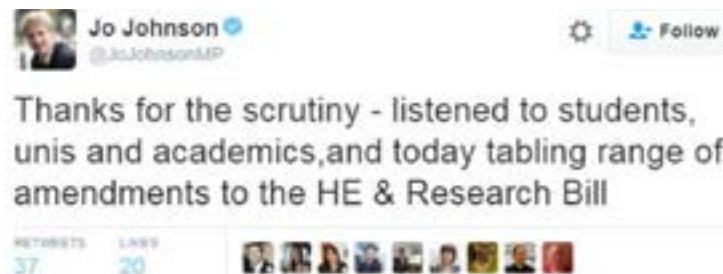 Jo Johnson
@JoJohnsonMP
Follow
Thanks for the scrutiny - listened to students,
unis and academics,and today tabling range of
amendments to the HE & Research Bill
RETWEETS LIKES
37 20